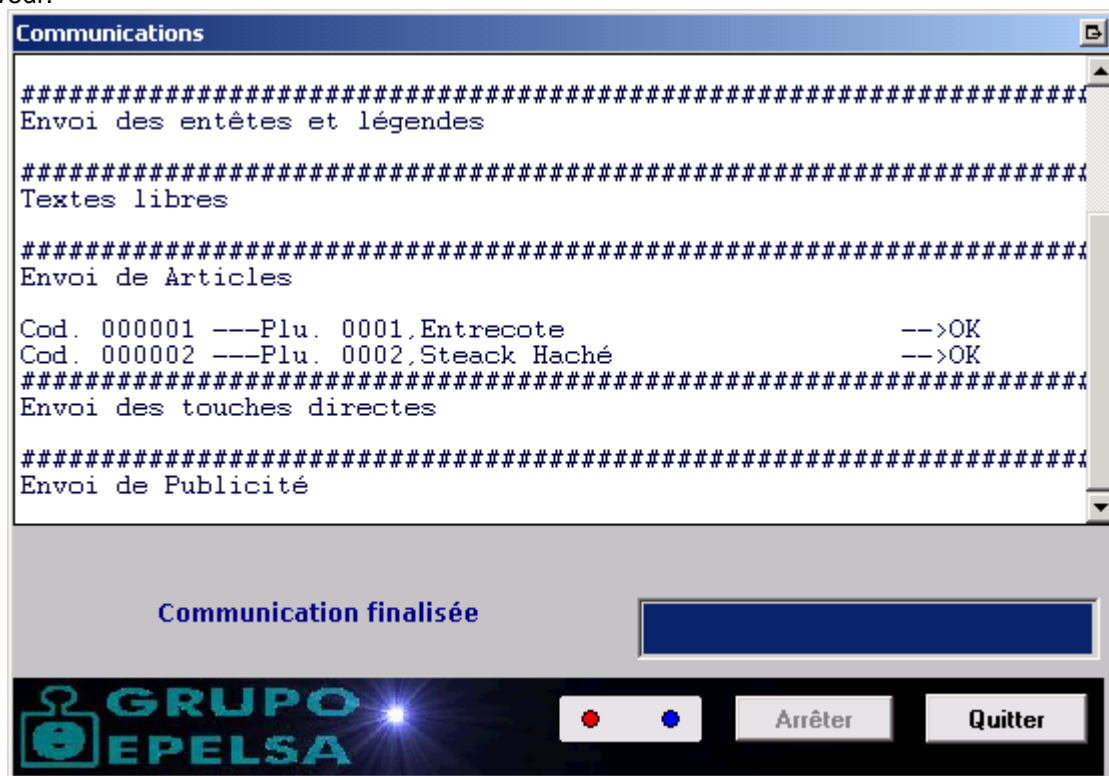 Communications
###################################################################
Envoi des entêtes et légendes
###################################################################
Textes libres
###################################################################
Envoi de Articles
Cod. 000001 ---Plu. 0001,Entrecote -->OK
Cod. 000002 ---Plu. 0002,Steack Haché -->OK
###################################################################
Envoi des touches directes
###################################################################
Envoi de Publicité
Communication finalisée
GRUPO
EPELSA
Arrêter
Quitter